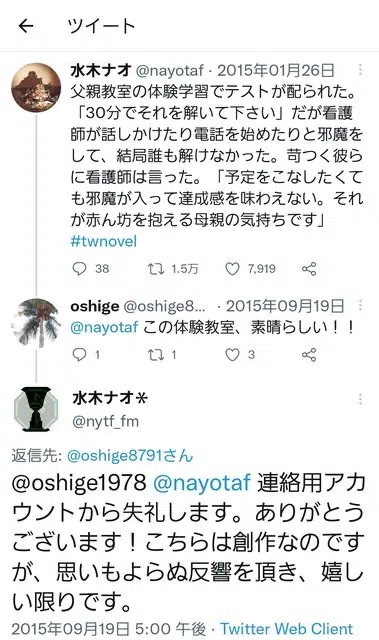 ツイート
水木ナオ @nayotaf · 2015年01月26日
父親教室の体験学習でテストが配られた。
「30分でそれを解いて下さい」だが看護
師が話しかけたり電話を始めたりと邪魔を
して、結局誰も解けなかった。苛つく彼ら
に看護師は言った。「予定をこなしたくて
も邪魔が入って達成感を味わえない。それ
が赤ん坊を抱える母親の気持ちです」
#twnovel
38 1.5万 7,919
oshige @oshige8... · 2015年09月19日
@nayotaf この体験教室、素晴らしい！！
1 1 3
水木ナオ＊
@nytf_fm
返信先: @oshige8791さん
@oshige1978 @nayotaf 連絡用アカ
ウントから失礼します。ありがとう
ございます！こちらは創作なのです
が、思いもよらぬ反響を頂き、嬉し
い限りです。
2015年09月19日 5:00 午後 · Twitter Web Client